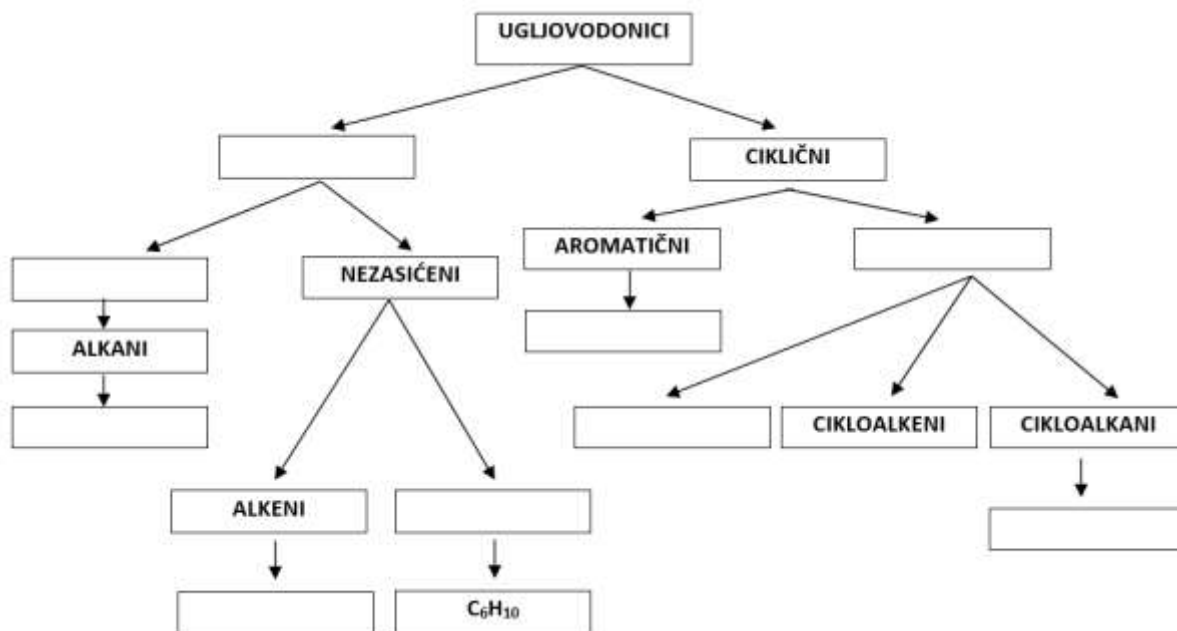 UGLJOVODONICI
CIKLIČNI
AROMATIČNI
NEZASIĆENI
ALKANI
CIKLOALKENI
CIKLOALKANI
ALKENI
C₆H₁₀